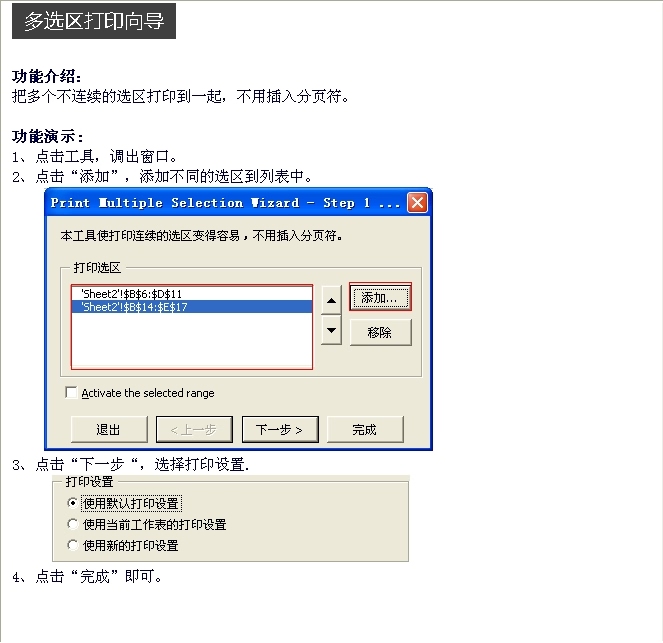 多选区打印向导
功能介绍：
把多个不连续的选区打印到一起，不用插入分页符。
功能演示：
1、点击工具，调出窗口。
2、点击“添加”，添加不同的选区到列表中。
Print Multiple Selection Wizard - Step 1 ...
本工具使打印连续的选区变得容易，不用插入分页符。
打印选区
'Sheet2'!$B$6:$D$11
'Sheet2'!$B$14:$E$17
添加...
移除
Activate the selected range
退出 < 上一步 下一步 > 完成
3、点击“下一步“，选择打印设置.
打印设置
使用默认打印设置
使用当前工作表的打印设置
使用新的打印设置
4、点击“完成”即可。